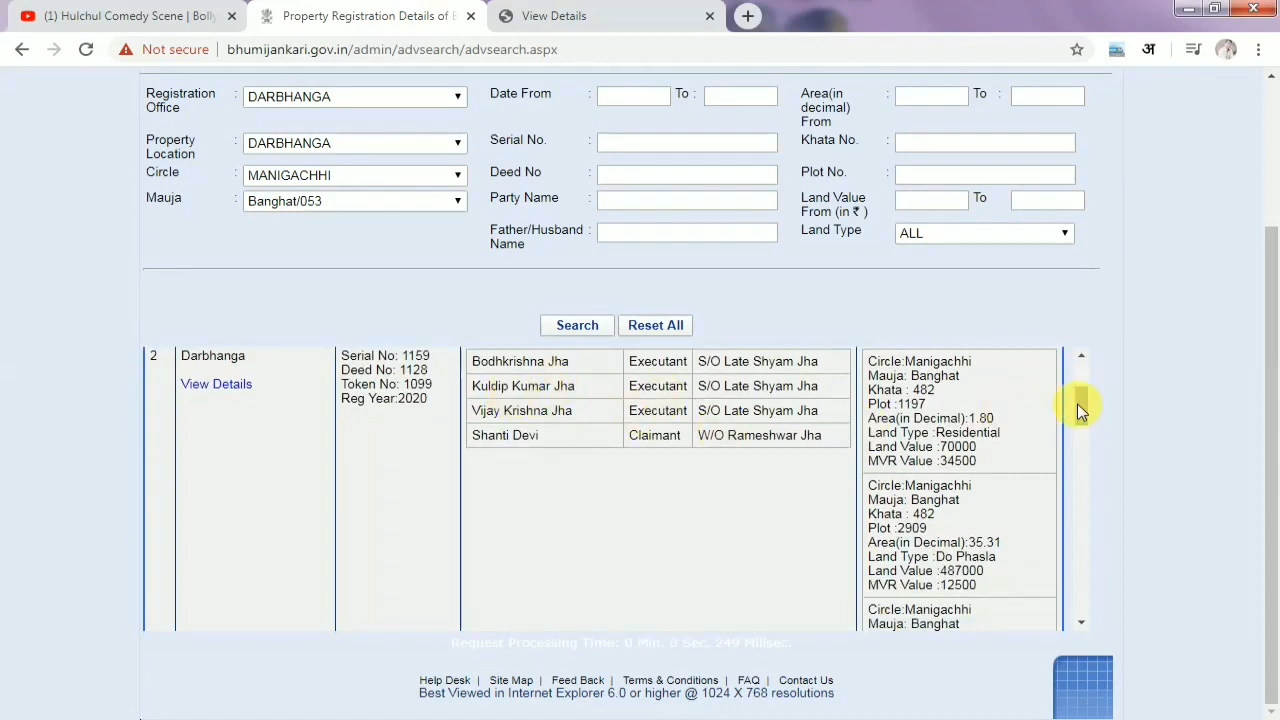 (1) Hulchul Comedy Scene | Bolly
Property Registration Details of B
View Details
Not secure
bhumijankari.gov.in/admin/advsearch/advsearch.aspx
अ
Registration Office : DARBHANGA
Date From : To :
Area(in decimal) From : To :
Property Location : DARBHANGA
Serial No. :
Khata No. :
Circle : MANIGACHHI
Deed No :
Plot No. :
Mauja : Banghat/053
Party Name :
Land Value From (in ₹ ) : To
Father/Husband Name :
Land Type : ALL
Search Reset All
2
Darbhanga
View Details
Serial No: 1159
Deed No: 1128
Token No: 1099
Reg Year:2020
Bodhkrishna Jha Executant S/O Late Shyam Jha
Kuldip Kumar Jha Executant S/O Late Shyam Jha
Vijay Krishna Jha Executant S/O Late Shyam Jha
Shanti Devi Claimant W/O Rameshwar Jha
Circle:Manigachhi
Mauja: Banghat
Khata : 482
Plot :1197
Area(in Decimal):1.80
Land Type :Residential
Land Value :70000
MVR Value :34500
Circle:Manigachhi
Mauja: Banghat
Khata : 482
Plot :2909
Area(in Decimal):35.31
Land Type :Do Phasla
Land Value :487000
MVR Value :12500
Circle:Manigachhi
Mauja: Banghat
Request Processing Time: 0 Min, 0 Sec, 249 Milisec.
Help Desk | Site Map | Feed Back | Terms & Conditions | FAQ | Contact Us
Best Viewed in Internet Explorer 6.0 or higher @ 1024 X 768 resolutions